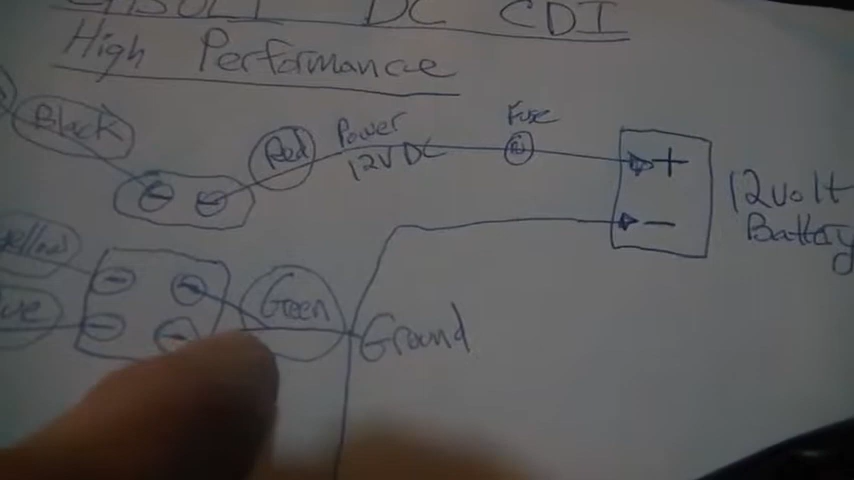 DC CDI
High Performance
Black
Red
Power
12V DC
Fuse
+
12volt
Battery
-
Green
Ground